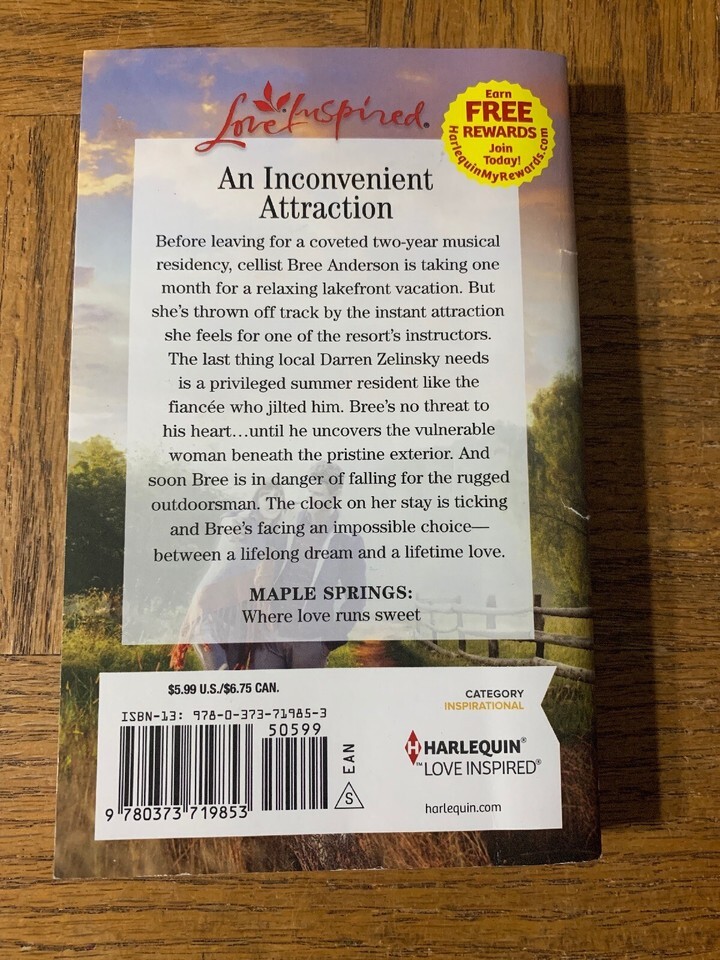 Love Inspired®
Earn
FREE
REWARDS
Join
Today!
HarlequinMyRewards.com
An Inconvenient
Attraction
Before leaving for a coveted two-year musical
residency, cellist Bree Anderson is taking one
month for a relaxing lakefront vacation. But
she's thrown off track by the instant attraction
she feels for one of the resort's instructors.
The last thing local Darren Zelinsky needs
is a privileged summer resident like the
fiancée who jilted him. Bree's no threat to
his heart…until he uncovers the vulnerable
woman beneath the pristine exterior. And
soon Bree is in danger of falling for the rugged
outdoorsman. The clock on her stay is ticking
and Bree's facing an impossible choice—
between a lifelong dream and a lifetime love.
MAPLE SPRINGS:
Where love runs sweet
$5.99 U.S./$6.75 CAN.
ISBN-13: 978-0-373-71985-3
50599
9 780373 719853
EAN
S
CATEGORY
INSPIRATIONAL
H HARLEQUIN®
™ LOVE INSPIRED®
harlequin.com